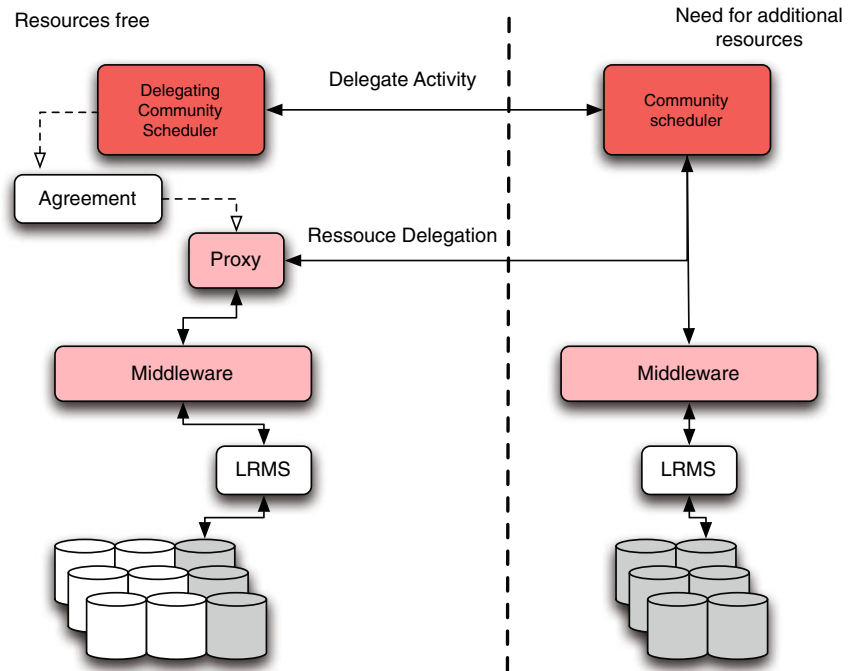 Resources free
Need for additional
resources
Delegating
Community
Scheduler
Delegate Activity
Community
scheduler
Agreement
Proxy
Ressouce Delegation
Middleware
Middleware
LRMS
LRMS